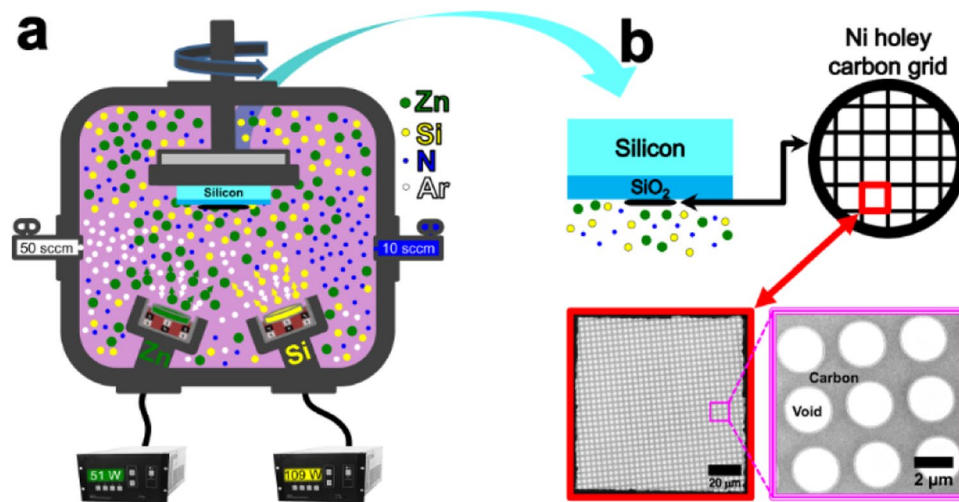 a
Zn
Si
N
Ar
Silicon
50 sccm
10 sccm
Zn
Si
51 W
109 W
b
Ni holey
carbon grid
Silicon
SiO₂
20 μm
Carbon
Void
2 μm